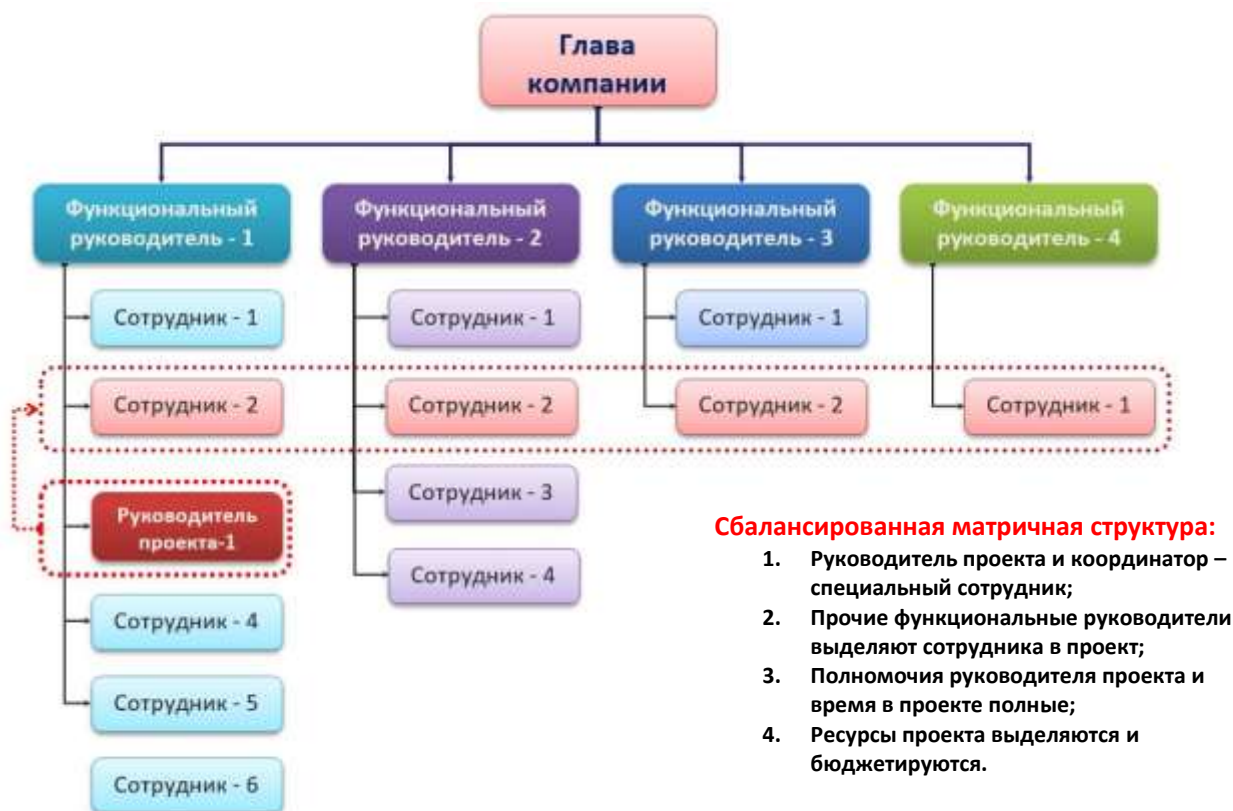 Глава
компании
Функциональный
руководитель - 1
Функциональный
руководитель - 2
Функциональный
руководитель - 3
Функциональный
руководитель - 4
Сотрудник - 1
Сотрудник - 1
Сотрудник - 1
Сотрудник - 2
Сотрудник - 2
Сотрудник - 2
Сотрудник - 1
Сотрудник - 3
Руководитель
проекта-1
Сотрудник - 4
Сотрудник - 4
Сотрудник - 5
Сотрудник - 6
Сбалансированная матричная структура:
1. Руководитель проекта и координатор –
специальный сотрудник;
2. Прочие функциональные руководители
выделяют сотрудника в проект;
3. Полномочия руководителя проекта и
время в проекте полные;
4. Ресурсы проекта выделяются и
бюджетируются.